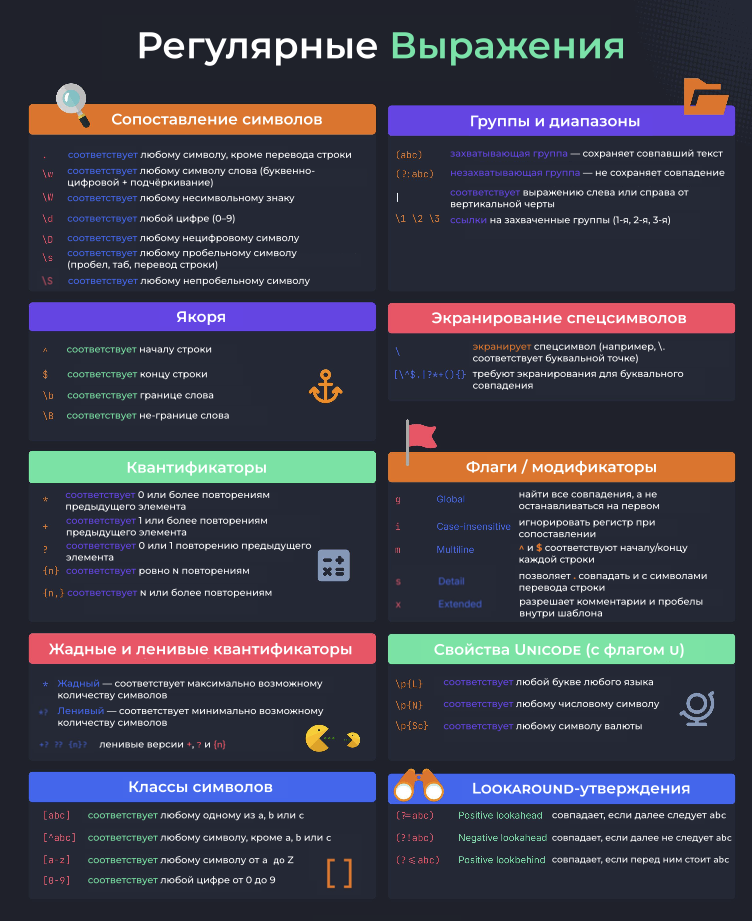 Регулярные Выражения
Сопоставление символов
. соответствует любому символу, кроме перевода строки
\w соответствует любому символу слова (буквенно-
цифровой + подчёркивание)
\W соответствует любому несимвольному знаку
\d соответствует любой цифре (0–9)
\D соответствует любому нецифровому символу
\s соответствует любому пробельному символу
(пробел, таб, перевод строки)
\S соответствует любому непробельному символу
Группы и диапазоны
(abc) захватывающая группа — сохраняет совпавший текст
(?:abc) незахватывающая группа — не сохраняет совпадение
| соответствует выражению слева или справа от
вертикальной черты
\1 \2 \3 ссылки на захваченные группы (1-я, 2-я, 3-я)
Якоря
^ соответствует началу строки
$ соответствует концу строки
\b соответствует границе слова
\B соответствует не-границе слова
Экранирование спецсимволов
\ экранирует спецсимвол (например, \.
соответствует буквальной точке)
[\^$.|?*+(){} требуют экранирования для буквального
совпадения
Квантификаторы
* соответствует 0 или более повторениям
предыдущего элемента
+ соответствует 1 или более повторениям
предыдущего элемента
? соответствует 0 или 1 повторению предыдущего
элемента
{n} соответствует ровно N повторениям
{n,} соответствует N или более повторениям
Флаги / модификаторы
g Global найти все совпадения, а не
останавливаться на первом
i Case-insensitive игнорировать регистр при
сопоставлении
m Multiline ^ и $ соответствуют началу/концу
каждой строки
s Detail позволяет . совпадать и с символами
перевода строки
x Extended разрешает комментарии и пробелы
внутри шаблона
Жадные и ленивые квантификаторы
* Жадный — соответствует максимально возможному
количеству символов
*? Ленивый — соответствует минимально возможному
количеству символов
+? ?? {n}? ленивые версии +, ? и {n}
Свойства UNICODE (с флагом U)
\p{L} соответствует любой букве любого языка
\p{N} соответствует любому числовому символу
\p{Sc} соответствует любому символу валюты
Классы символов
[abc] соответствует любому одному из a, b или c
[^abc] соответствует любому символу, кроме a, b или c
[a-z] соответствует любому символу от a до Z
[0-9] соответствует любой цифре от 0 до 9
[ ]
LOOKAROUND-утверждения
(?=abc) Positive lookahead совпадает, если далее следует abc
(?!abc) Negative lookahead совпадает, если далее не следует abc
(?<=abc) Positive lookbehind совпадает, если перед ним стоит abc